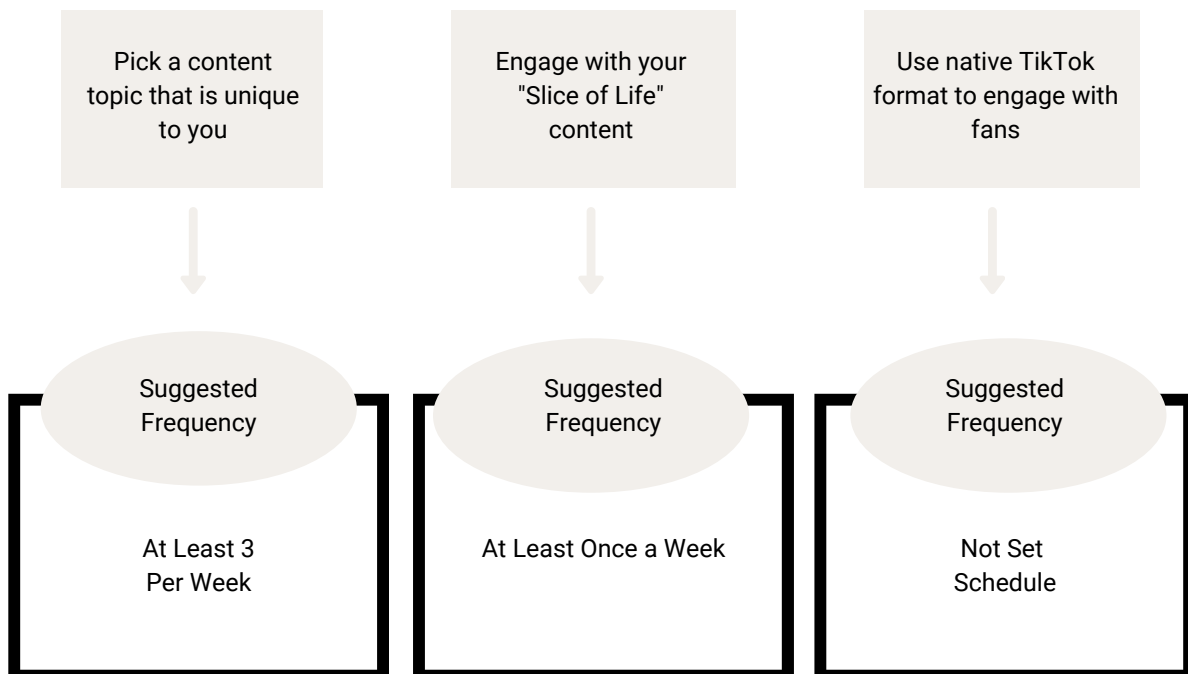 Pick a content
topic that is unique
to you
Engage with your
"Slice of Life"
content
Use native TikTok
format to engage with
fans
Suggested
Frequency
Suggested
Frequency
Suggested
Frequency
At Least 3
Per Week
At Least Once a Week
Not Set
Schedule